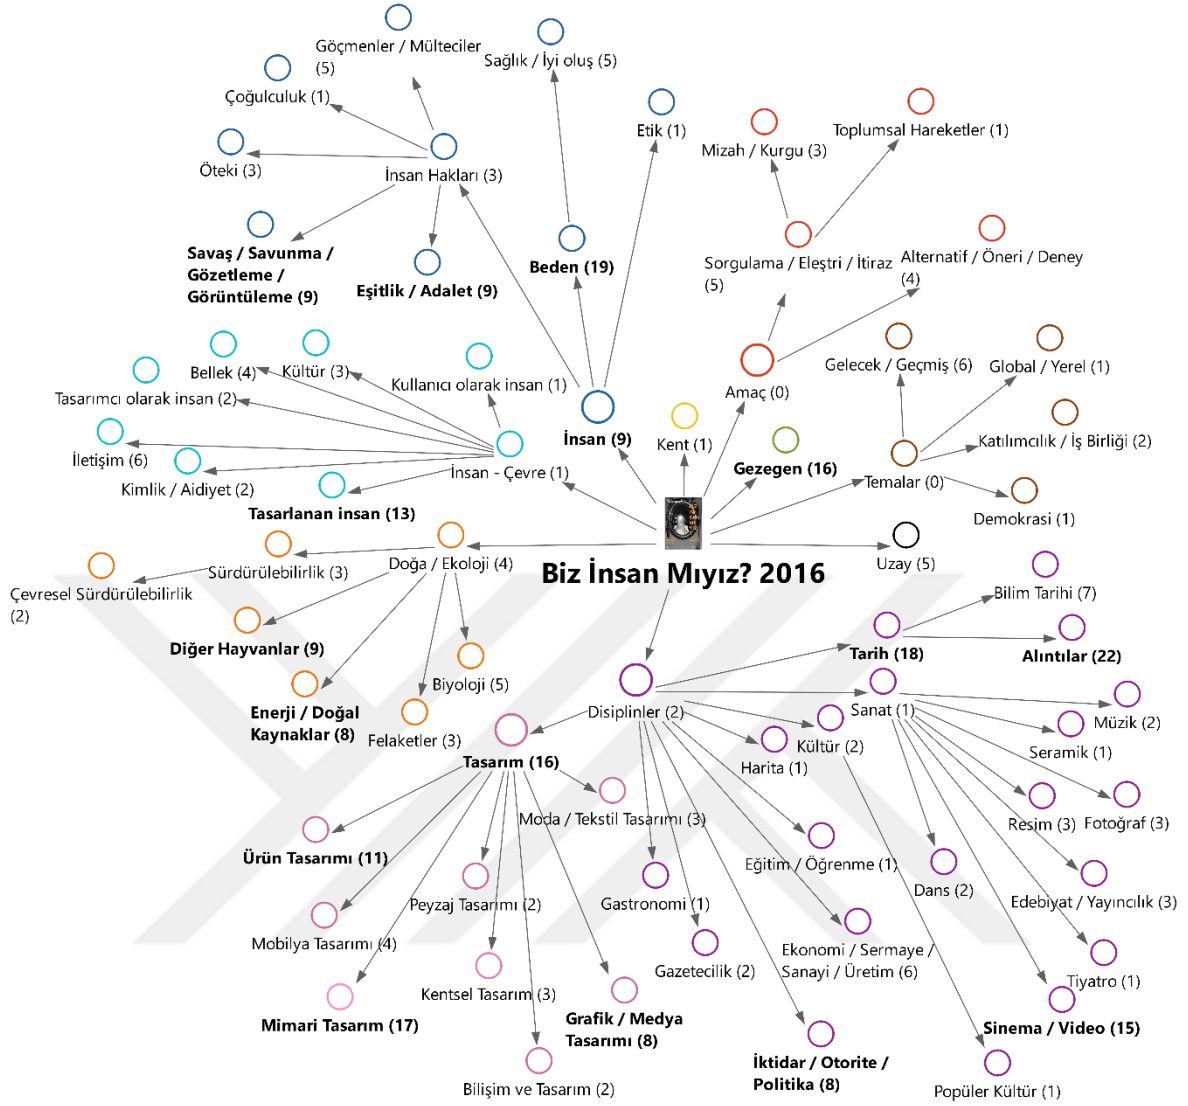 Göçmenler / Mülteciler
(5)
Sağlık / İyi oluş (5)
Çoğulculuk (1)
Etik (1)
Toplumsal Hareketler (1)
Mizah / Kurgu (3)
Öteki (3)
İnsan Hakları (3)
Savaş / Savunma /
Gözetleme /
Görüntüleme (9)
Eşitlik / Adalet (9)
Beden (19)
Sorgulama / Eleştri / İtiraz
(5)
Alternatif / Öneri / Deney
(4)
Bellek (4)
Kültür (3)
Kullanıcı olarak insan (1)
Tasarımcı olarak insan (2)
Amaç (0)
Gelecek / Geçmiş (6)
Global / Yerel (1)
İnsan (9)
Kent (1)
Katılımcılık / İş Birliği (2)
İletişim (6)
Kimlik / Aidiyet (2)
İnsan - Çevre (1)
Gezegen (16)
Temalar (0)
Tasarlanan insan (13)
Demokrasi (1)
Doğa / Ekoloji (4)
Sürdürülebilirlik (3)
Çevresel Sürdürülebilirlik
(2)
Biz İnsan Mıyız? 2016
Uzay (5)
Bilim Tarihi (7)
Diğer Hayvanlar (9)
Tarih (18)
Alıntılar (22)
Biyoloji (5)
Enerji / Doğal
Kaynaklar (8)
Felaketler (3)
Disiplinler (2)
Sanat (1)
Müzik (2)
Seramik (1)
Kültür (2)
Harita (1)
Tasarım (16)
Moda / Tekstil Tasarımı (3)
Resim (3)
Fotoğraf (3)
Ürün Tasarımı (11)
Eğitim / Öğrenme (1)
Dans (2)
Edebiyat / Yayıncılık (3)
Peyzaj Tasarımı (2)
Gastronomi (1)
Mobilya Tasarımı (4)
Gazetecilik (2)
Ekonomi / Sermaye /
Sanayi / Üretim (6)
Tiyatro (1)
Kentsel Tasarım (3)
Mimari Tasarım (17)
Grafik / Medya
Tasarımı (8)
Sinema / Video (15)
İktidar / Otorite /
Politika (8)
Bilişim ve Tasarım (2)
Popüler Kültür (1)